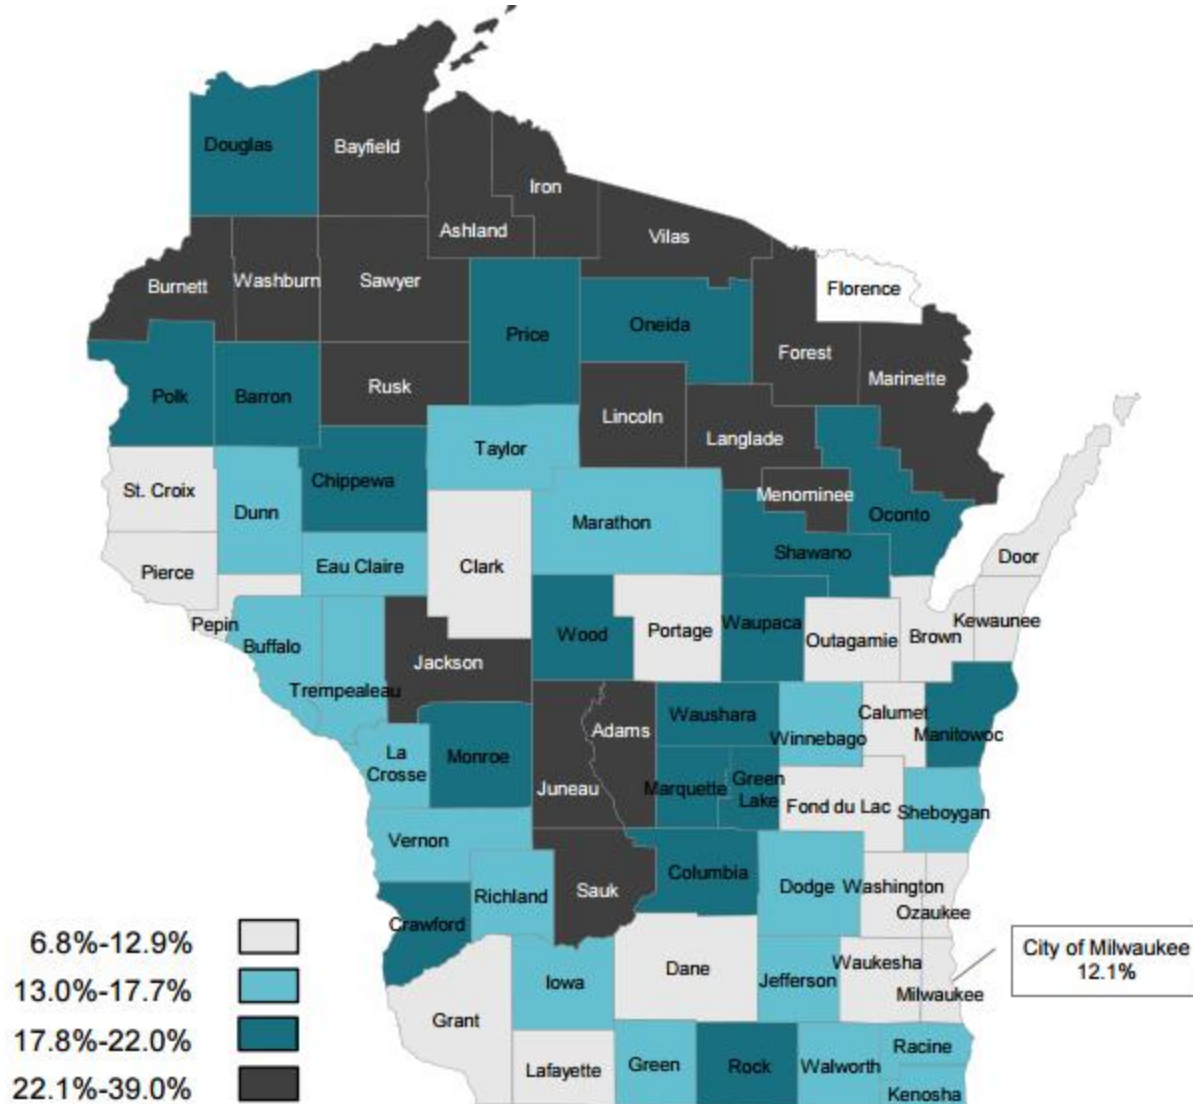 Douglas
Bayfield
Iron
Ashland
Vilas
Burnett
Washburn
Sawyer
Florence
Price
Oneida
Forest
Marinette
Polk
Barron
Rusk
Lincoln
Langlade
Taylor
St. Croix
Chippewa
Menominee
Dunn
Marathon
Oconto
Shawano
Door
Pierce
Eau Claire
Clark
Pepin
Buffalo
Wood
Portage
Waupaca
Outagamie
Brown
Kewaunee
Jackson
Trempealeau
Adams
Waushara
Winnebago
Calumet
Manitowoc
La
Crosse
Monroe
Juneau
Marquette
Green
Lake
Fond du Lac
Sheboygan
Vernon
Richland
Sauk
Columbia
Dodge
Washington
Ozaukee
Crawford
6.8%-12.9%
City of Milwaukee
12.1%
Iowa
Dane
Jefferson
Waukesha
Milwaukee
13.0%-17.7%
Grant
17.8%-22.0%
Lafayette
Green
Rock
Walworth
Racine
22.1%-39.0%
Kenosha